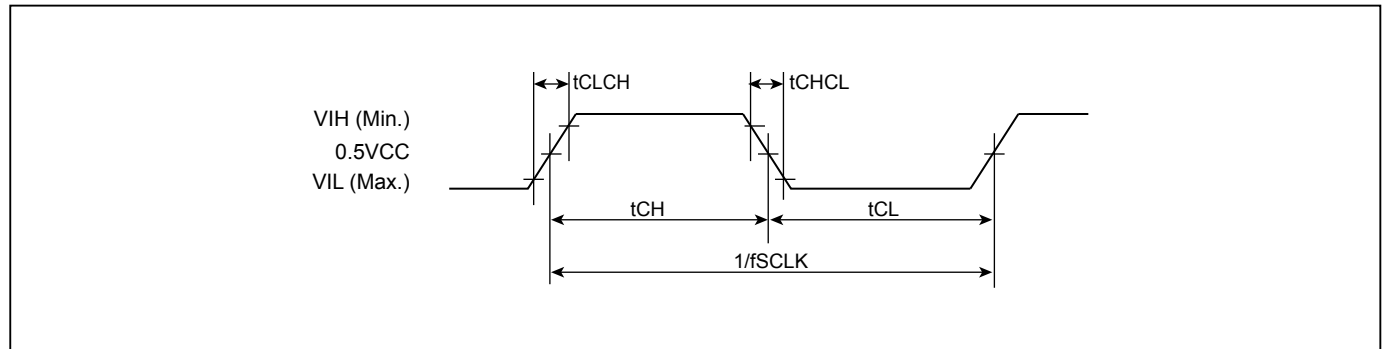 tCLCH
tCHCL
VIH (Min.)
0.5VCC
VIL (Max.)
tCH
tCL
1/fSCLK